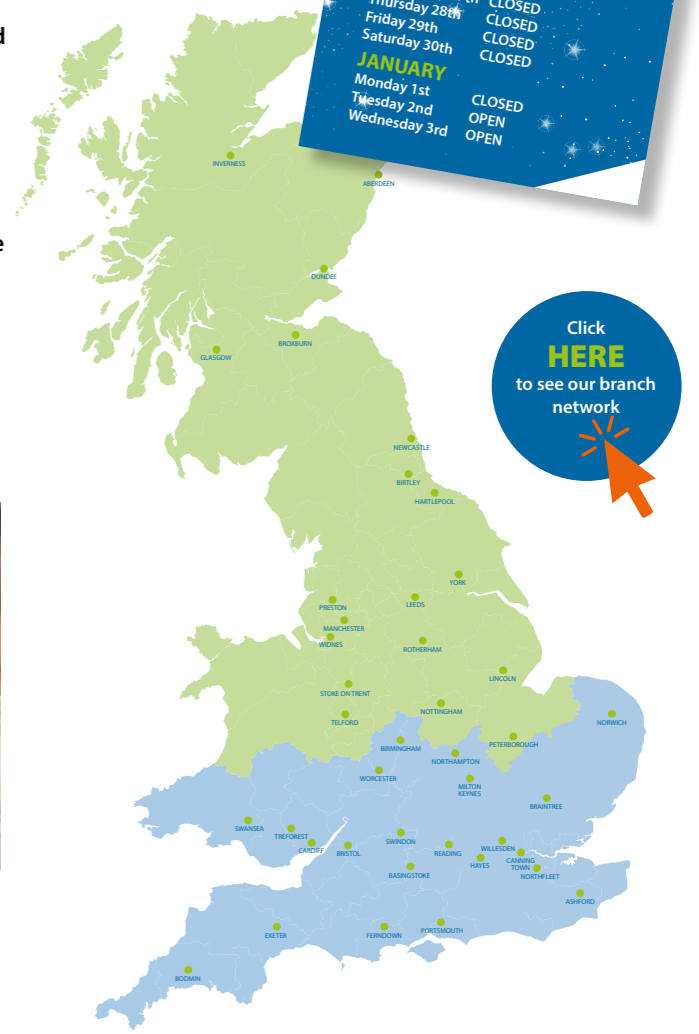 d
e
CLOSED
Thursday 28th CLOSED
Friday 29th CLOSED
Saturday 30th CLOSED
JANUARY
Monday 1st CLOSED
Tuesday 2nd OPEN
Wednesday 3rd OPEN
INVERNESS
ABERDEEN
DUNDEE
BROXBURN
GLASGOW
Click
HERE
to see our branch
network
NEWCASTLE
BIRTLEY
HARTLEPOOL
YORK
PRESTON
LEEDS
MANCHESTER
WIDNES
ROTHERHAM
LINCOLN
STOKE ON TRENT
NOTTINGHAM
TELFORD
NORWICH
PETERBOROUGH
BIRMINGHAM
NORTHAMPTON
WORCESTER
MILTON
KEYNES
BRAINTREE
SWANSEA
TREFOREST
CARDIFF
BRISTOL
SWINDON
READING
WILLESDEN
HAYES
CANNING
TOWN
NORTHFLEET
BASINGSTOKE
ASHFORD
EXETER
FERNDOWN
PORTSMOUTH
BODMIN